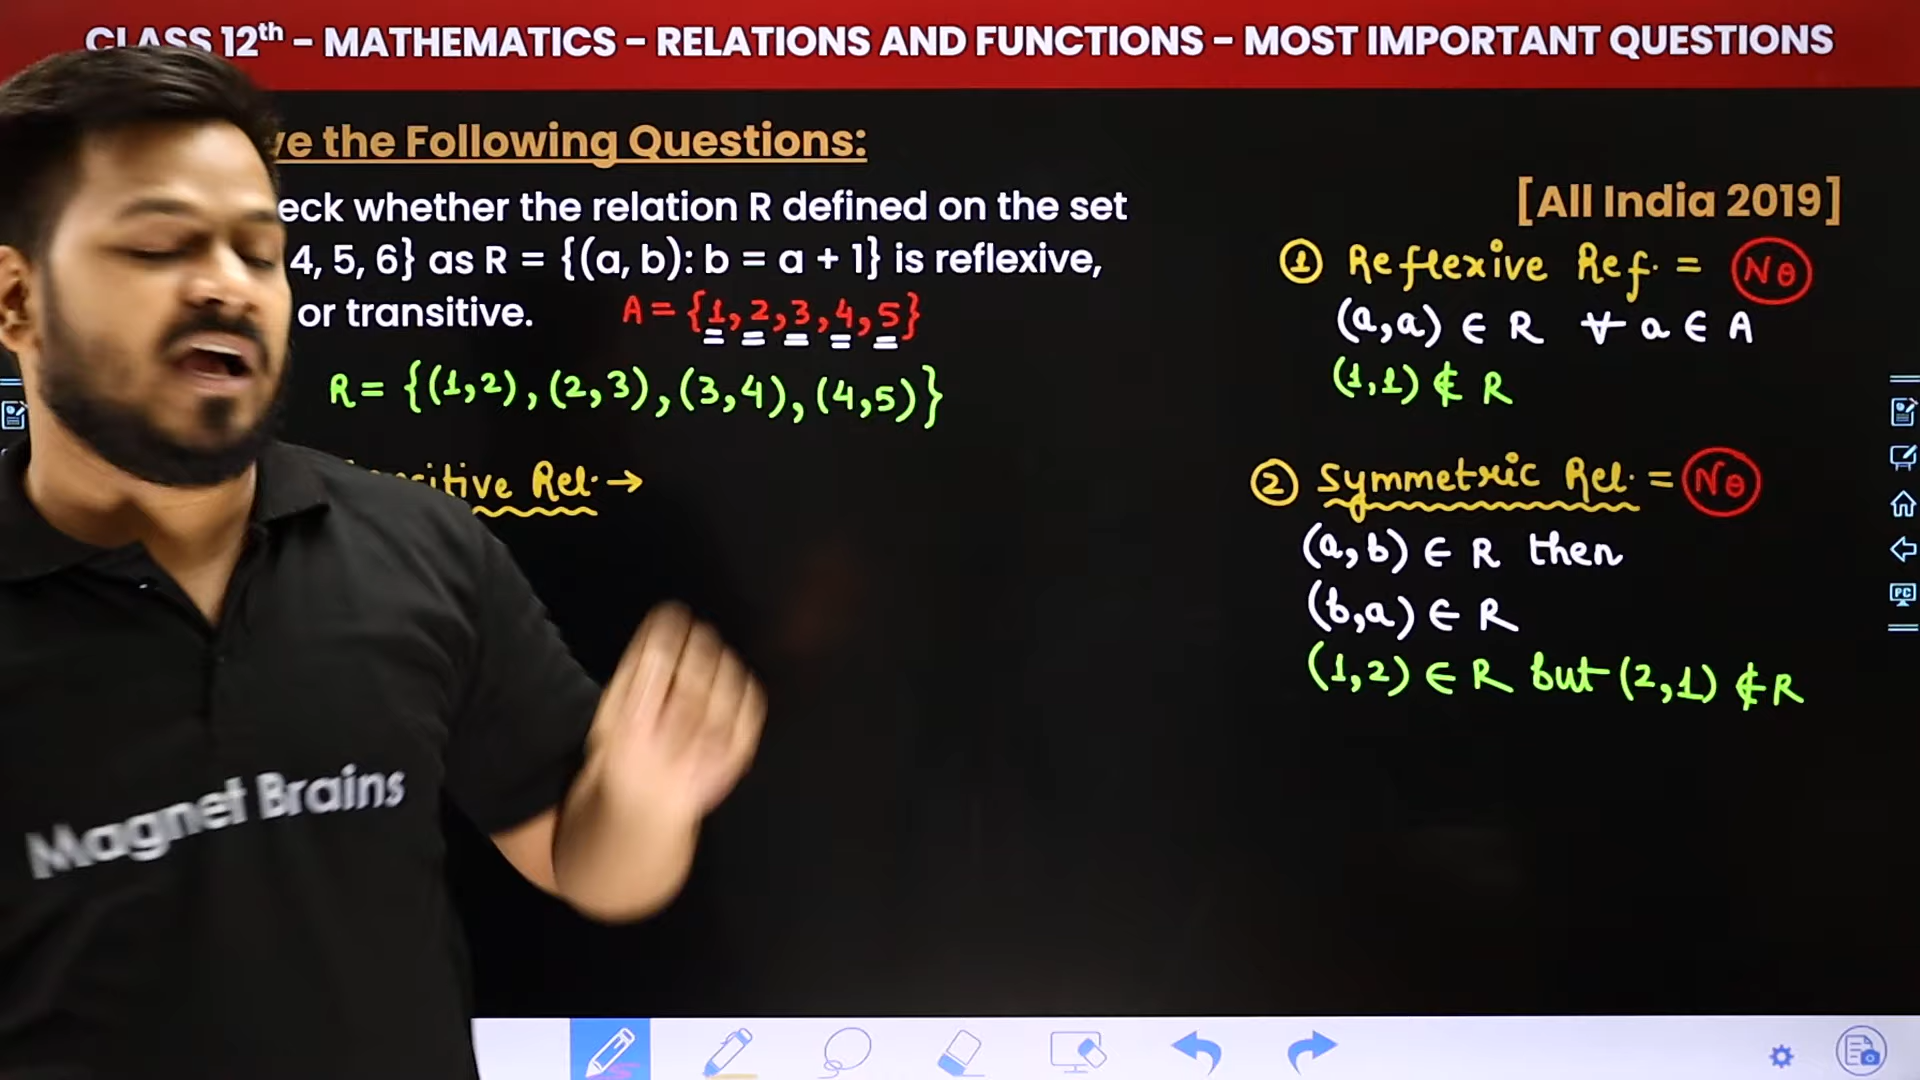 CLASS 12th - MATHEMATICS - RELATIONS AND FUNCTIONS - MOST IMPORTANT QUESTIONS
ve the Following Questions:
eck whether the relation R defined on the set
4, 5, 6} as R = {(a, b): b = a + 1} is reflexive,
or transitive.
A = {1, 2, 3, 4, 5}
R = {(1,2), (2,3), (3,4), (4,5)}
sitive Rel. →
[All India 2019]
① Reflexive Ref. = No
(a,a) ∈ R ∀ a ∈ A
(1,1) ∉ R
② Symmetric Rel. = No
(a,b) ∈ R then
(b,a) ∈ R
(1,2) ∈ R but (2,1) ∉ R
Magnet Brains
PC